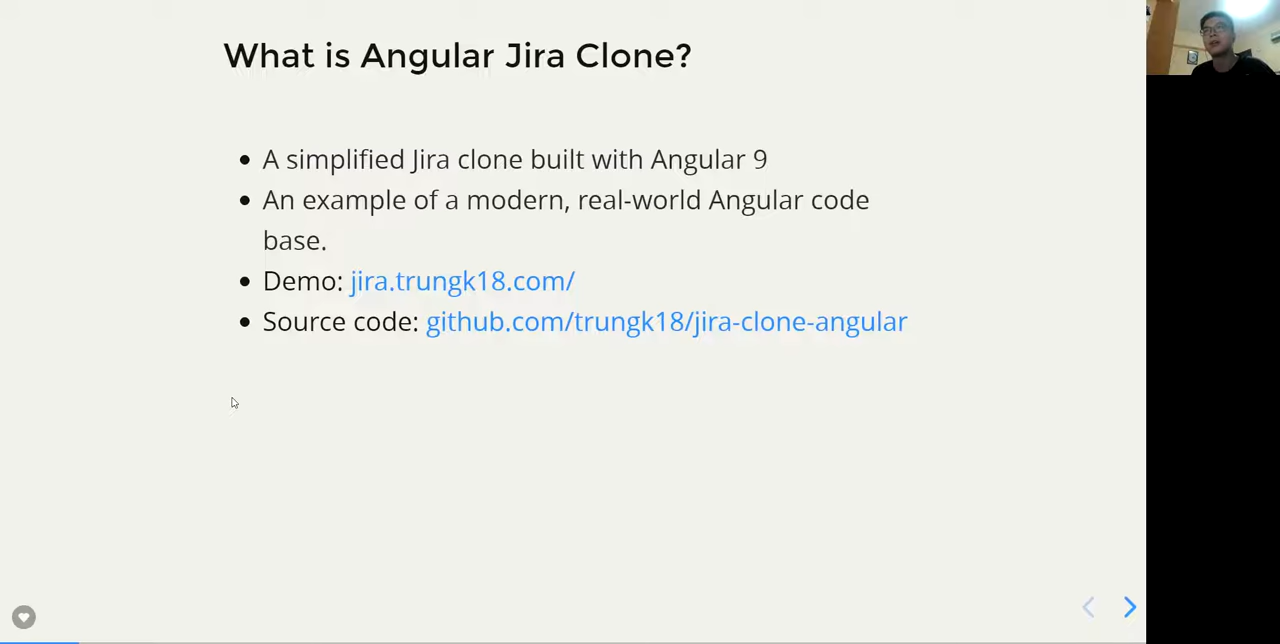 What is Angular Jira Clone?
A simplified Jira clone built with Angular 9
An example of a modern, real-world Angular code
base.
Demo: jira.trungk18.com/
Source code: github.com/trungk18/jira-clone-angular